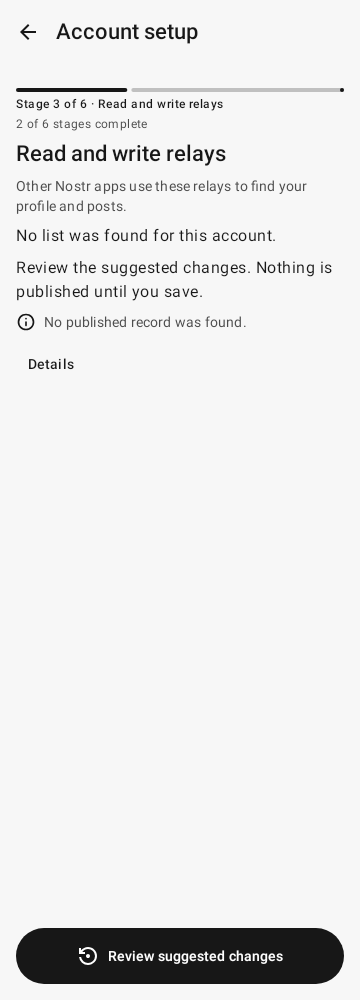 Account setup
Stage 3 of 6 · Read and write relays
2 of 6 stages complete
Read and write relays
Other Nostr apps use these relays to find your
profile and posts.
No list was found for this account.
Review the suggested changes. Nothing is
published until you save.
No published record was found.
Details
Review suggested changes